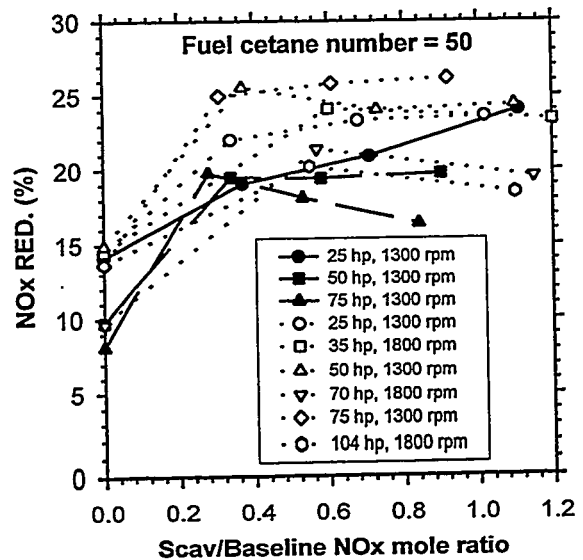 Fuel cetane number = 50
NOx RED. (%)
30
25
20
15
10
5
0
25 hp, 1300 rpm
50 hp, 1300 rpm
75 hp, 1300 rpm
25 hp, 1300 rpm
35 hp, 1800 rpm
50 hp, 1300 rpm
70 hp, 1800 rpm
75 hp, 1300 rpm
104 hp, 1800 rpm
0.0 0.2 0.4 0.6 0.8 1.0 1.2
Scav/Baseline NOx mole ratio